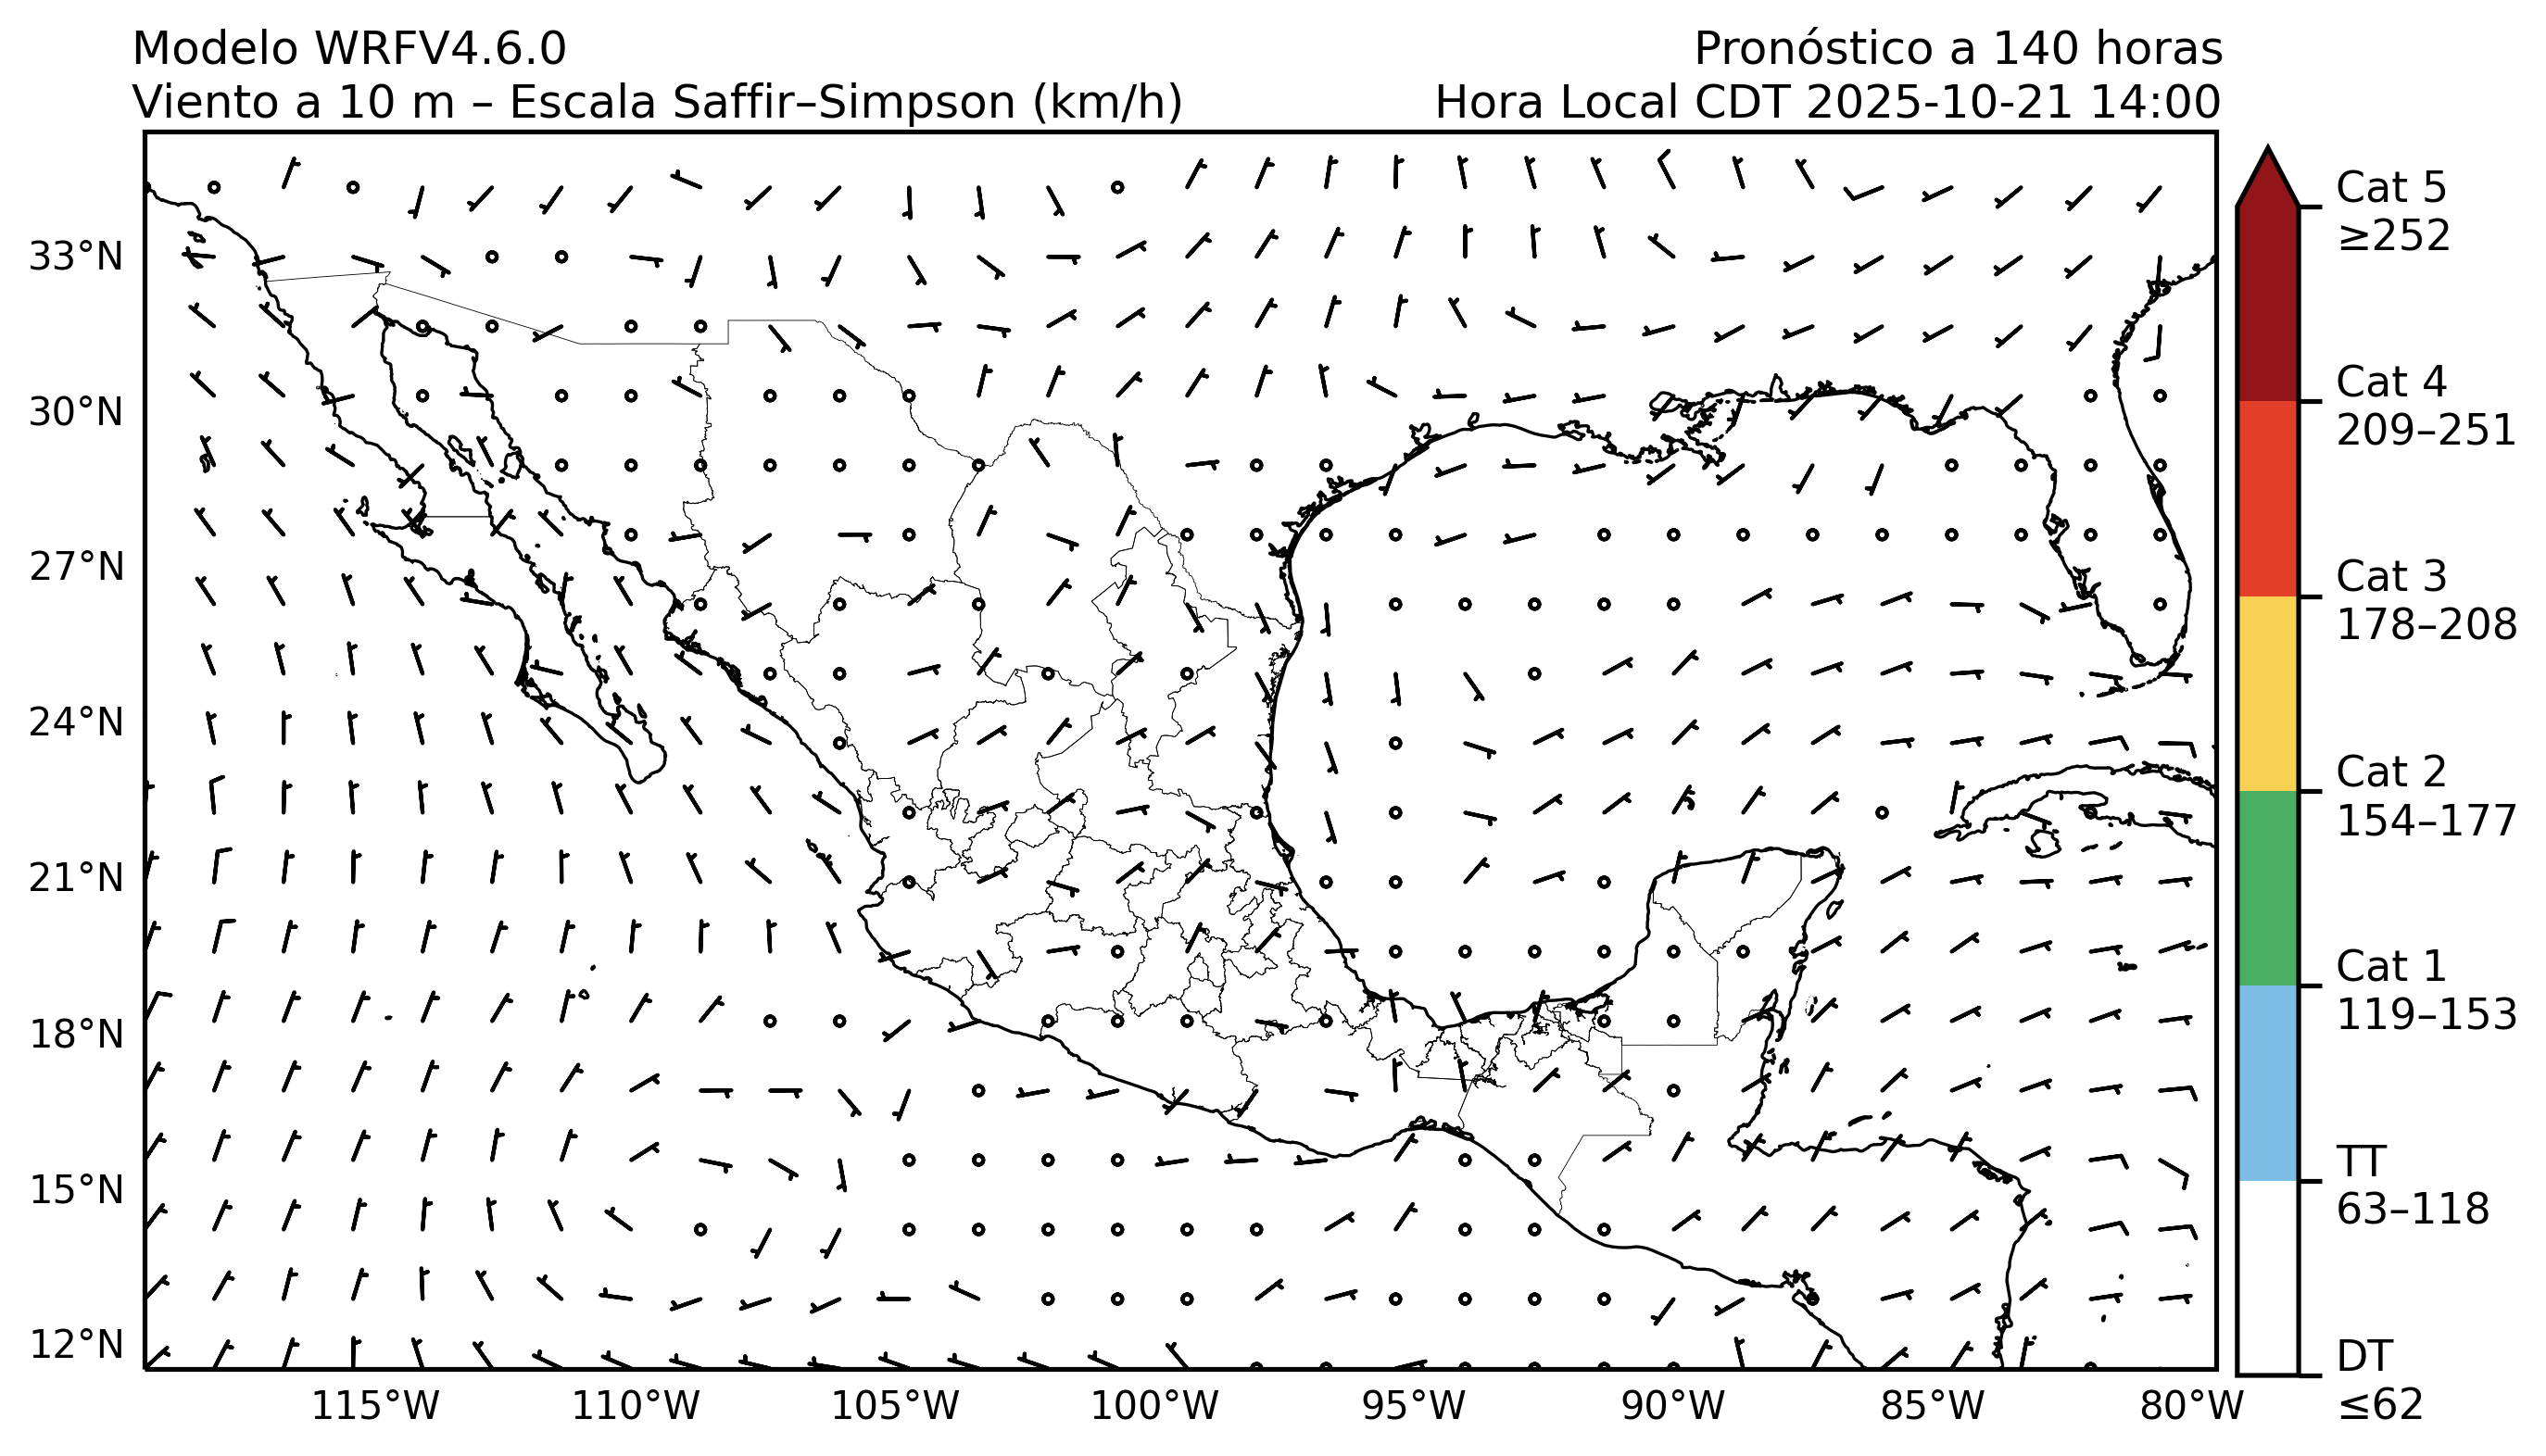 Modelo WRFV4.6.0
Pronóstico a 140 horas
Viento a 10 m – Escala Saffir–Simpson (km/h)
Hora Local CDT 2025-10-21 14:00
33°N
30°N
27°N
24°N
21°N
18°N
15°N
12°N
115°W
110°W
105°W
100°W
95°W
90°W
85°W
80°W
Cat 5
≥252
Cat 4
209–251
Cat 3
178–208
Cat 2
154–177
Cat 1
119–153
TT
63–118
DT
≤62